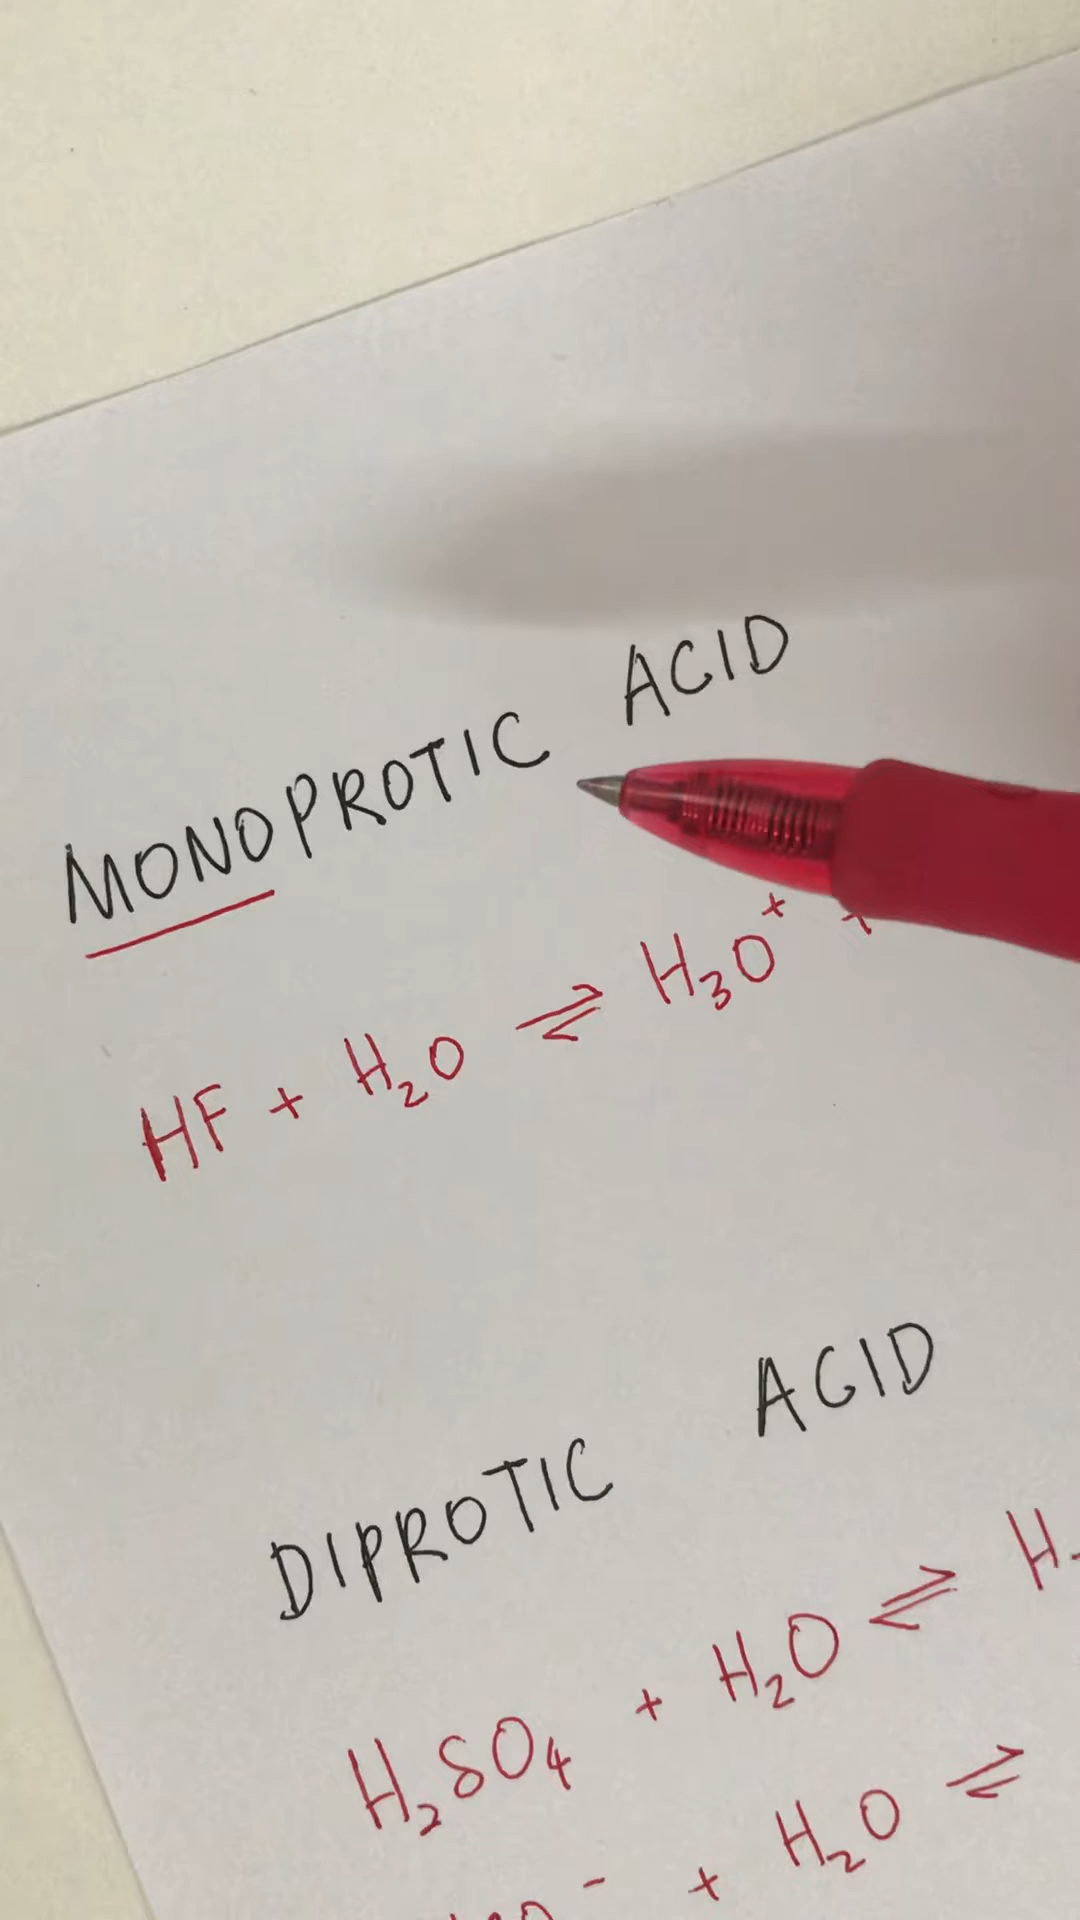 MONOPROTIC ACID
HF + H₂O ⇌ H₃O⁺ +
DIPROTIC ACID
H₂SO₄ + H₂O ⇌ H
⁻ + H₂O ⇌